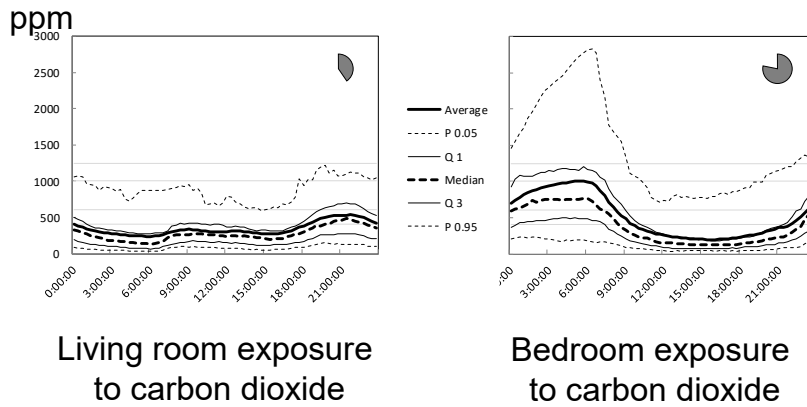 ppm
3000
2500
2000
1500
1000
500
0
0:00:00
3:00:00
6:00:00
9:00:00
12:00:00
15:00:00
18:00:00
21:00:00
Average
P 0.05
Q 1
Median
Q 3
P 0.95
:00:00
3:00:00
6:00:00
9:00:00
12:00:00
15:00:00
18:00:00
21:00:00
Living room exposure
to carbon dioxide
Bedroom exposure
to carbon dioxide